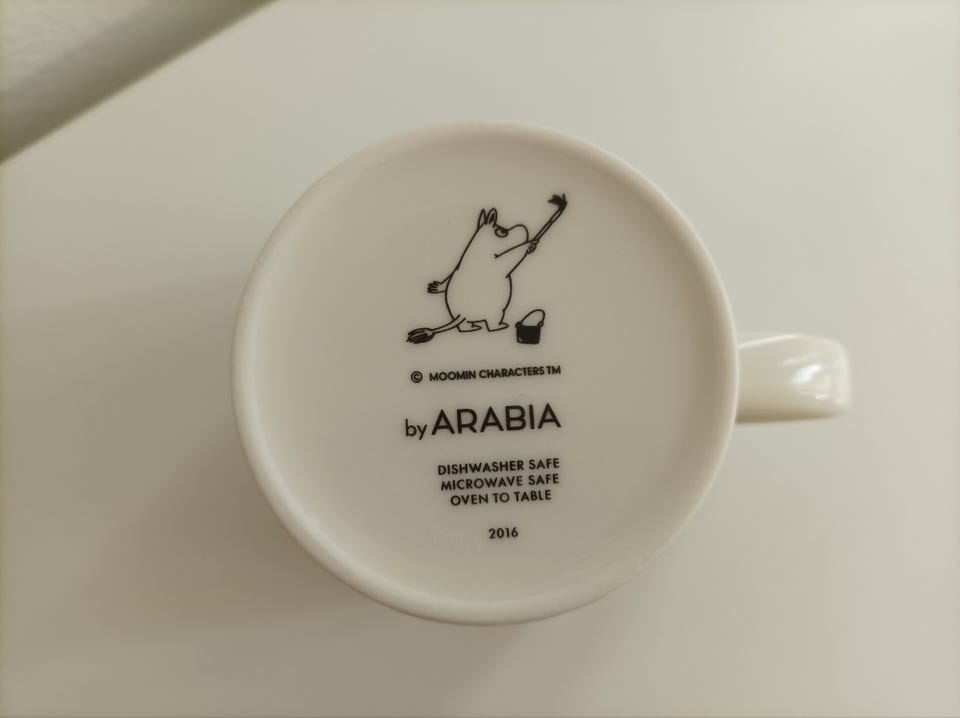 © MOOMIN CHARACTERS TM
by ARABIA
DISHWASHER SAFE
MICROWAVE SAFE
OVEN TO TABLE
2016